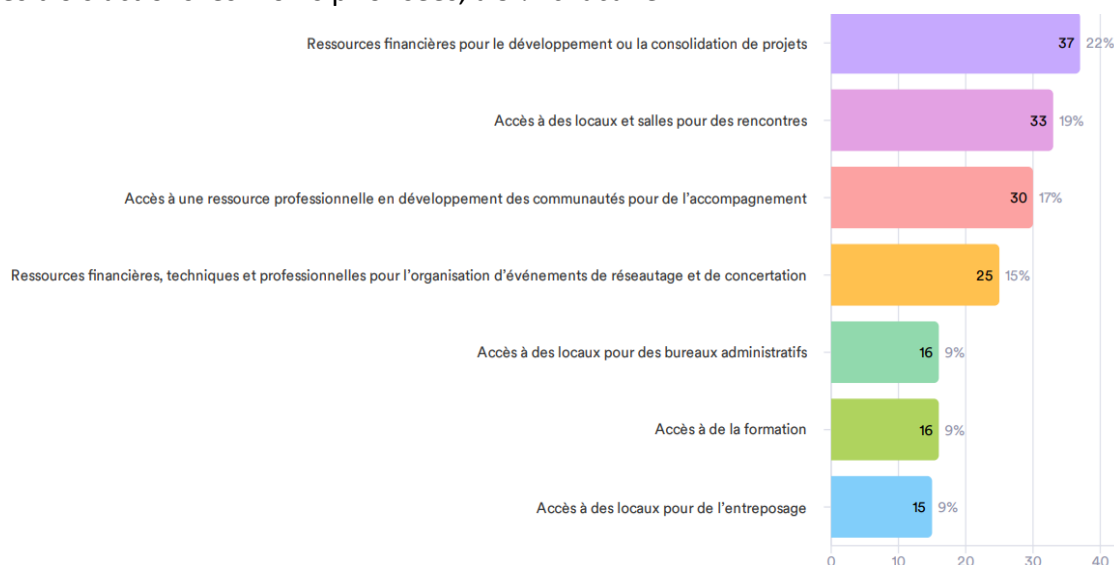 Ressources financières pour le développement ou la consolidation de projets 37 22%
Accès à des locaux et salles pour des rencontres 33 19%
Accès à une ressource professionnelle en développement des communautés pour de l'accompagnement 30 17%
Ressources financières, techniques et professionnelles pour l'organisation d'événements de réseautage et de concertation 25 15%
Accès à des locaux pour des bureaux administratifs 16 9%
Accès à de la formation 16 9%
Accès à des locaux pour de l'entreposage 15 9%
0 10 20 30 40